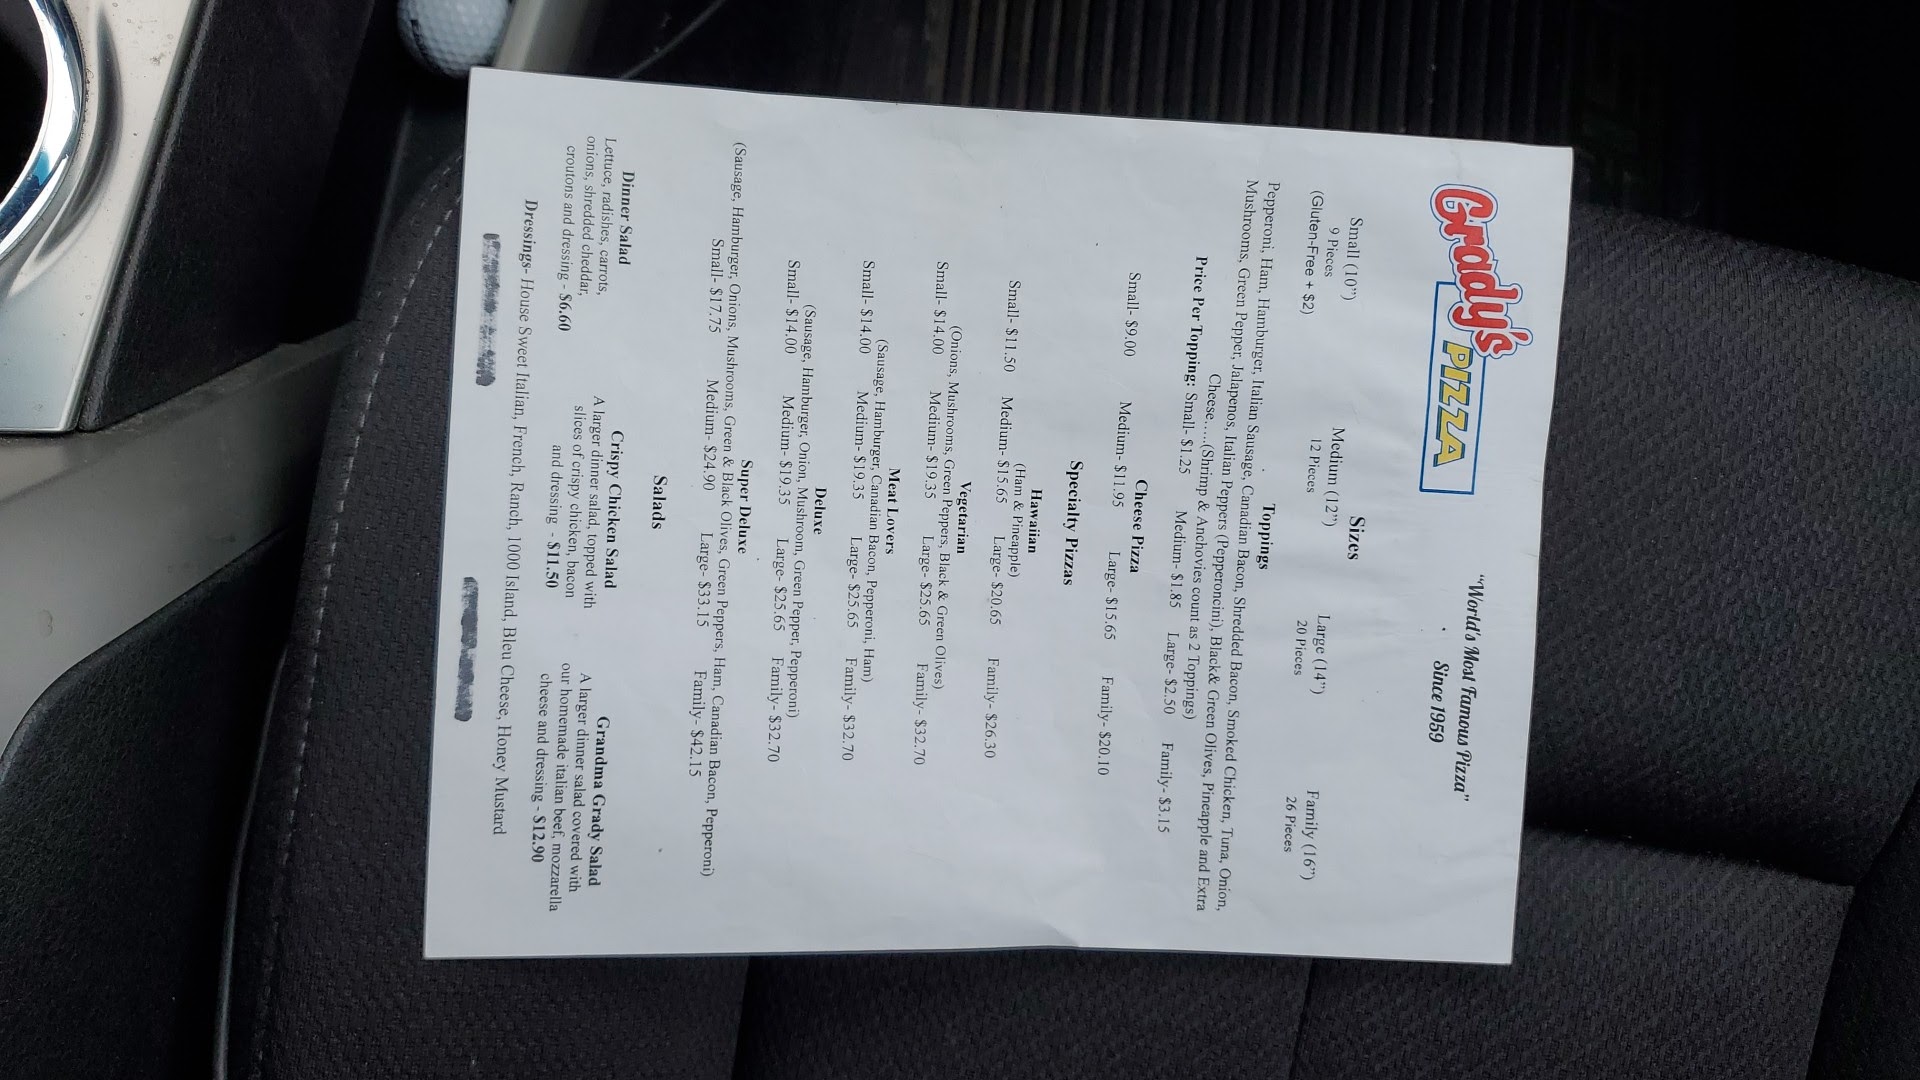 Grady's
PIZZA
"World's Most Famous Pizza"
Since 1959
Sizes
Small (10") Medium (12") Large (14") Family (16")
9 Pieces 12 Pieces 20 Pieces 26 Pieces
(Gluten-Free + $2)
Toppings
Pepperoni, Ham, Hamburger, Italian Sausage, Canadian Bacon, Shredded Bacon, Smoked Chicken, Tuna, Onion,
Mushrooms, Green Pepper, Jalapenos, Italian Peppers (Pepperoncini), Black& Green Olives, Pineapple and Extra
Cheese....(Shrimp & Anchovies count as 2 Toppings)
Price Per Topping: Small- $1.25 Medium- $1.85 Large- $2.50 Family- $3.15
Cheese Pizza
Small- $9.00 Medium- $11.95 Large- $15.65 Family- $20.10
Specialty Pizzas
Hawaiian
(Ham & Pineapple)
Small- $11.50 Medium- $15.65 Large- $20.65 Family- $26.30
Vegetarian
(Onions, Mushrooms, Green Peppers, Black & Green Olives)
Small- $14.00 Medium- $19.35 Large- $25.65 Family- $32.70
Meat Lovers
(Sausage, Hamburger, Canadian Bacon, Pepperoni, Ham)
Small- $14.00 Medium- $19.35 Large- $25.65 Family- $32.70
Deluxe
(Sausage, Hamburger, Onion, Mushroom, Green Pepper, Pepperoni)
Small- $14.00 Medium- $19.35 Large- $25.65 Family- $32.70
Super Deluxe
(Sausage, Hamburger, Onions, Mushrooms, Green & Black Olives, Green Peppers, Ham, Canadian Bacon, Pepperoni)
Small- $17.75 Medium- $24.90 Large- $33.15 Family- $42.15
Salads
Dinner Salad
Lettuce, radishes, carrots,
onions, shredded cheddar,
croutons and dressing - $6.60
Crispy Chicken Salad
A larger dinner salad, topped with
slices of crispy chicken, bacon
and dressing - $11.50
Grandma Grady Salad
A larger dinner salad covered with
our homemade italian beef, mozzarella
cheese and dressing - $12.90
Dressings- House Sweet Italian, French, Ranch, 1000 Island, Bleu Cheese, Honey Mustard